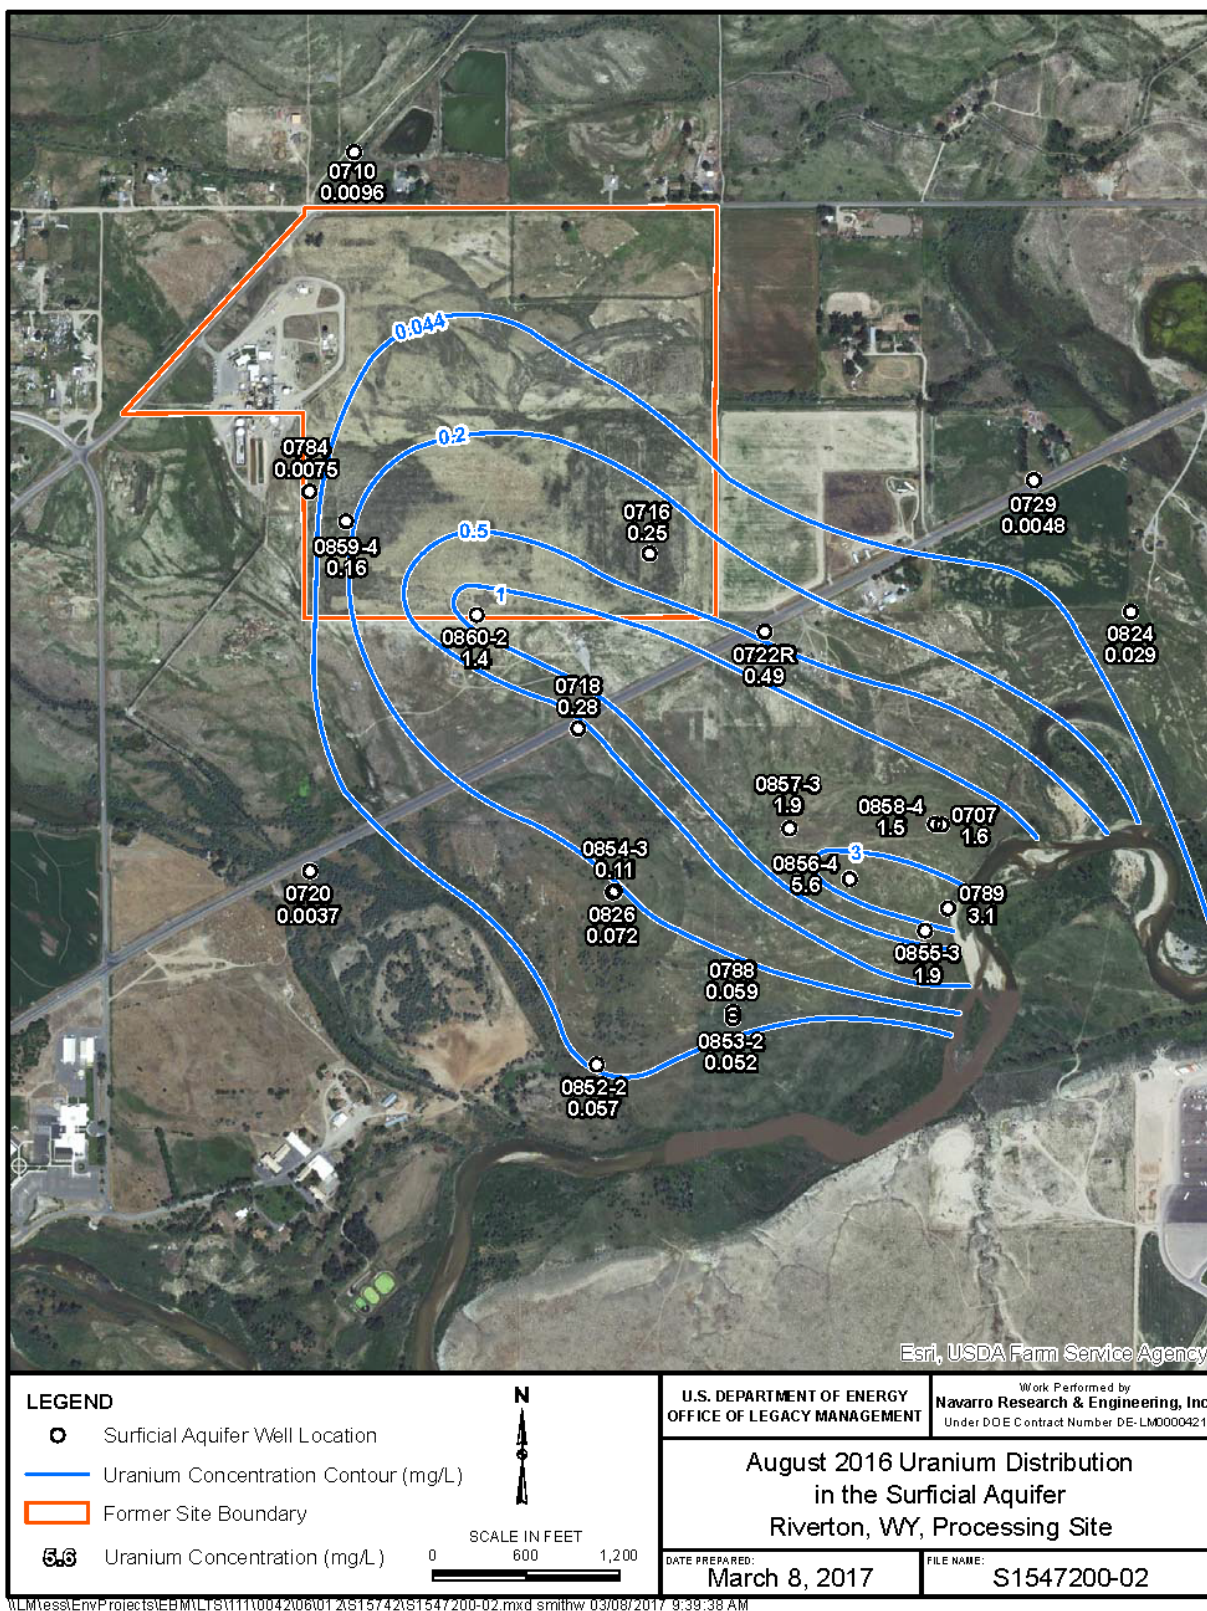 0710
0.0096
0.044
0.2
0784
0.0075
0716
0.25
0729
0.0048
0.5
0859-4
0.16
1
0824
0.029
0860-2
1.4
0722R
0.49
0718
0.28
0857-3
1.9
0858-4
1.5
0707
1.6
0854-3
0.11
3
0856-4
5.6
0720
0.0037
0826
0.072
0789
3.1
0855-3
1.9
0788
0.059
0853-2
0.052
0852-2
0.057
Esri, USDA Farm Service Agency
LEGEND
Surficial Aquifer Well Location
Uranium Concentration Contour (mg/L)
Former Site Boundary
5.6 Uranium Concentration (mg/L)
N
SCALE IN FEET
0 600 1,200
U.S. DEPARTMENT OF ENERGY
OFFICE OF LEGACY MANAGEMENT
Work Performed by
Navarro Research & Engineering, Inc
Under DOE Contract Number DE-LM0000421
August 2016 Uranium Distribution
in the Surficial Aquifer
Riverton, WY, Processing Site
DATE PREPARED:
March 8, 2017
FILE NAME:
S1547200-02
\\LM\ess\EnvProjects\EBM\LTS\111\0042\06\012\S15742\S1547200-02.mxd smithw 03/08/2017 9:39:38 AM